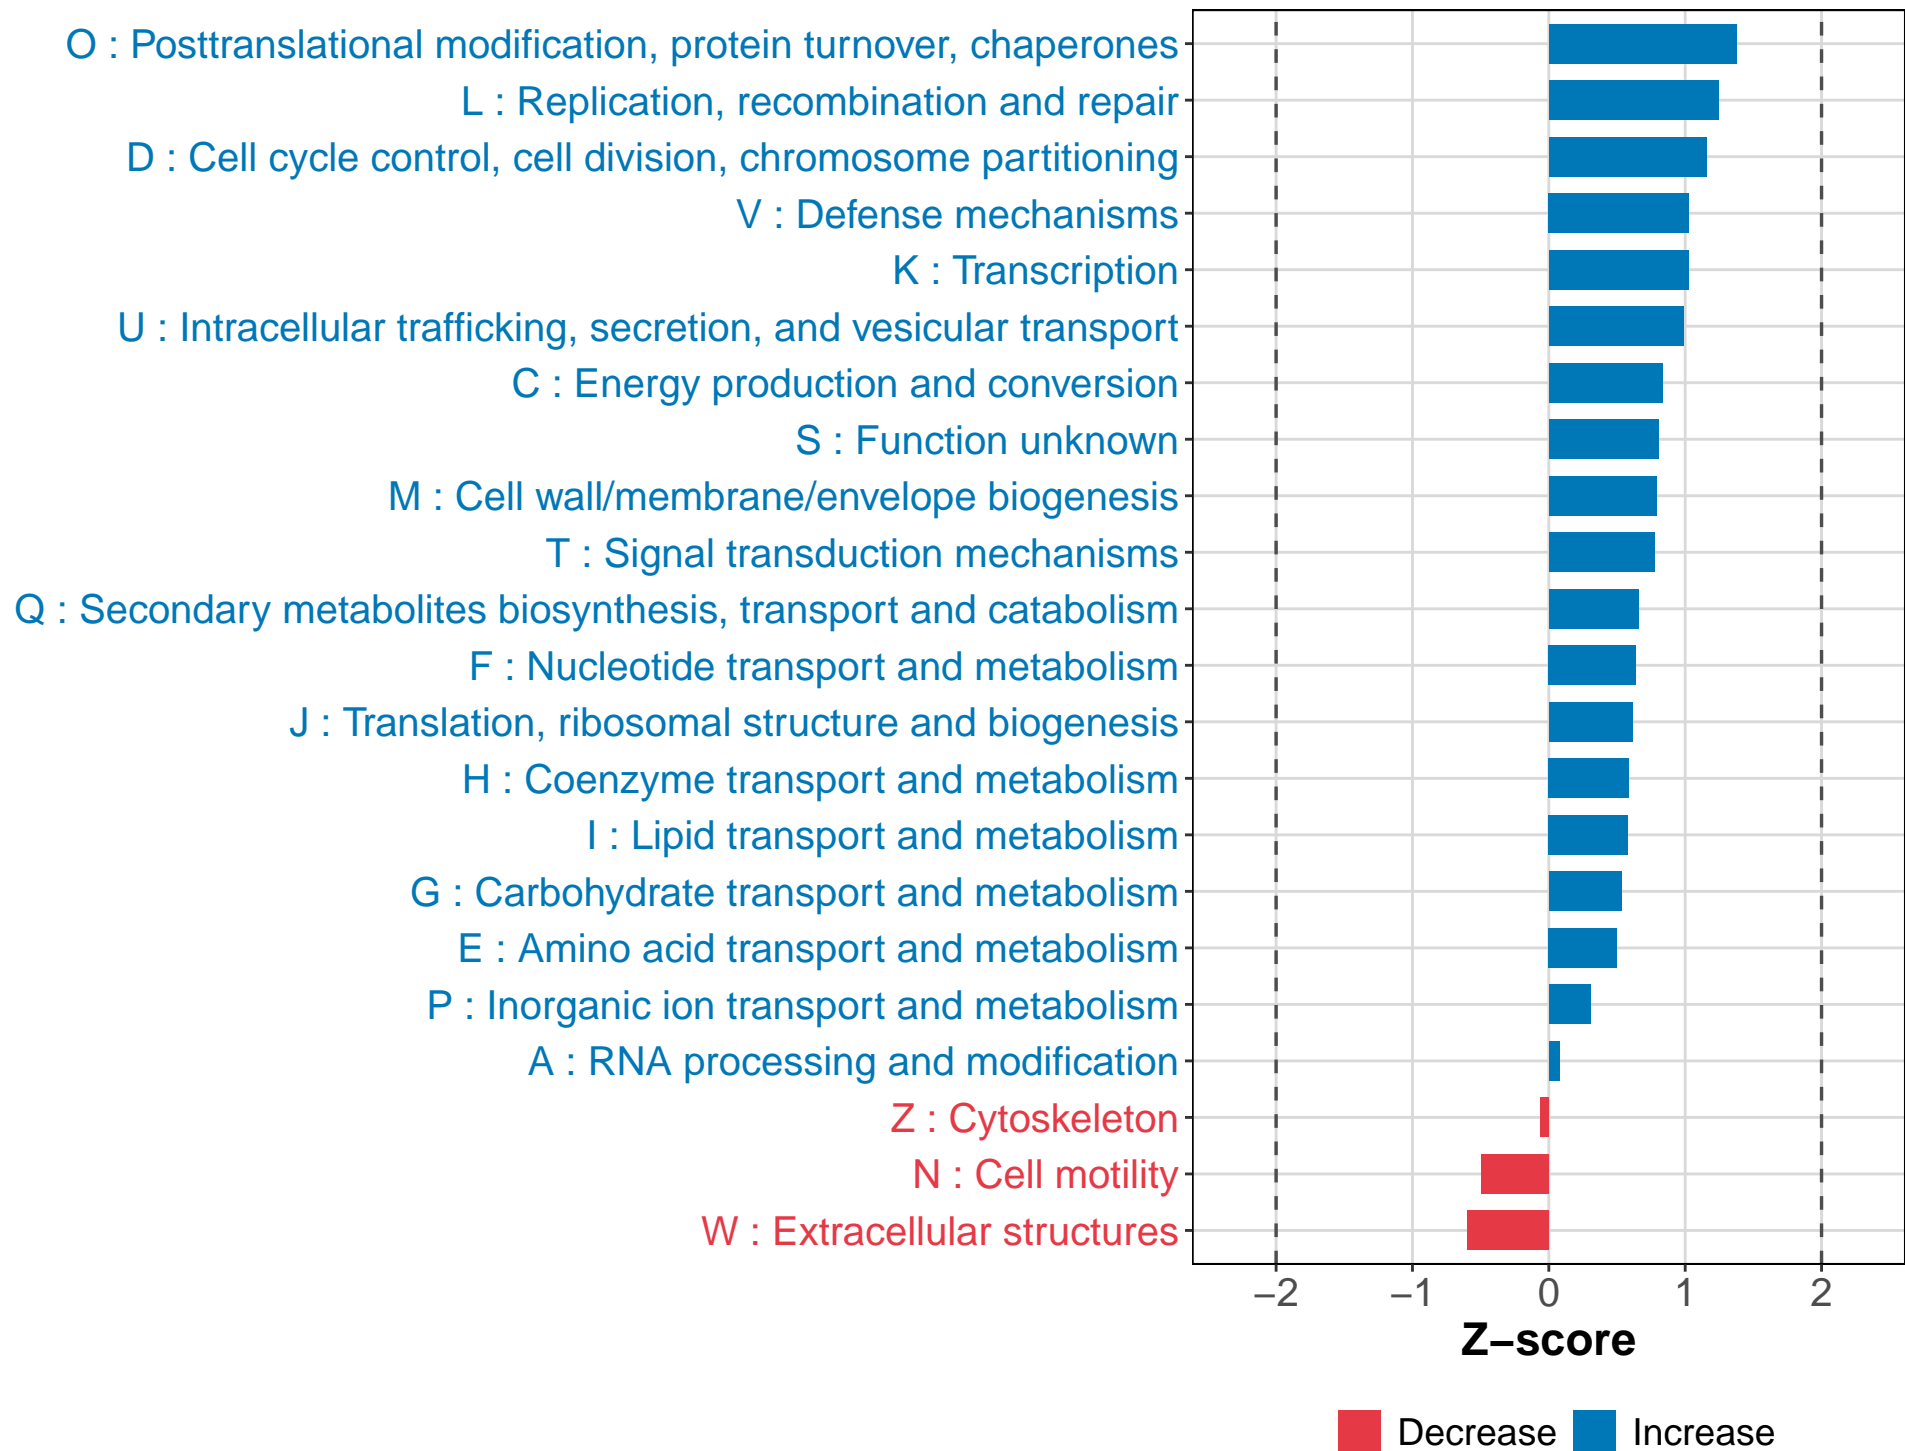 O : Posttranslational modification, protein turnover, chaperones
L : Replication, recombination and repair
D : Cell cycle control, cell division, chromosome partitioning
V : Defense mechanisms
K : Transcription
U : Intracellular trafficking, secretion, and vesicular transport
C : Energy production and conversion
S : Function unknown
M : Cell wall/membrane/envelope biogenesis
T : Signal transduction mechanisms
Q : Secondary metabolites biosynthesis, transport and catabolism
F : Nucleotide transport and metabolism
J : Translation, ribosomal structure and biogenesis
H : Coenzyme transport and metabolism
I : Lipid transport and metabolism
G : Carbohydrate transport and metabolism
E : Amino acid transport and metabolism
P : Inorganic ion transport and metabolism
A : RNA processing and modification
Z : Cytoskeleton
N : Cell motility
W : Extracellular structures
−2 −1 0 1 2
Z−score
Decrease Increase